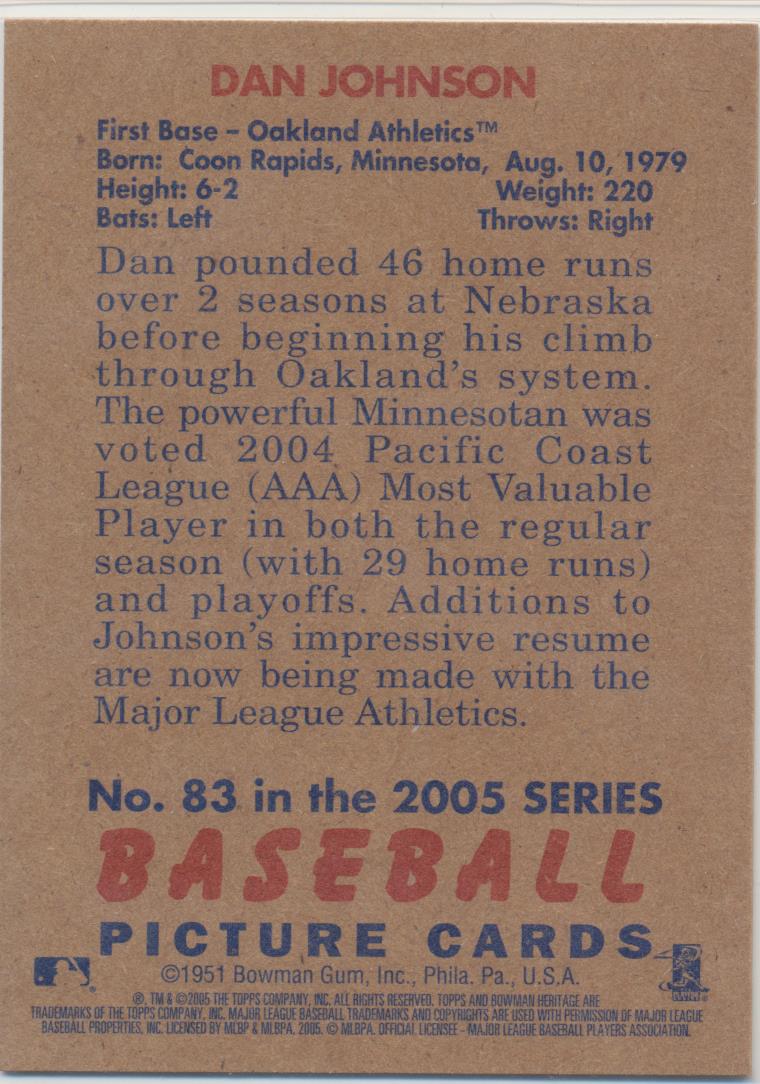 DAN JOHNSON
First Base – Oakland Athletics™
Born: Coon Rapids, Minnesota, Aug. 10, 1979
Height: 6-2 Weight: 220
Bats: Left Throws: Right
Dan pounded 46 home runs
over 2 seasons at Nebraska
before beginning his climb
through Oakland's system.
The powerful Minnesotan was
voted 2004 Pacific Coast
League (AAA) Most Valuable
Player in both the regular
season (with 29 home runs)
and playoffs. Additions to
Johnson's impressive resume
are now being made with the
Major League Athletics.
No. 83 in the 2005 SERIES
BASEBALL
PICTURE CARDS
©1951 Bowman Gum, Inc., Phila. Pa., U.S.A.
®, TM & ©2005 THE TOPPS COMPANY, INC. ALL RIGHTS RESERVED. TOPPS AND BOWMAN HERITAGE ARE
TRADEMARKS OF THE TOPPS COMPANY, INC. MAJOR LEAGUE BASEBALL TRADEMARKS AND COPYRIGHTS ARE USED WITH PERMISSION OF MAJOR LEAGUE
BASEBALL PROPERTIES, INC. LICENSED BY MLBP & MLBPA. 2005. © MLBPA. OFFICIAL LICENSEE - MAJOR LEAGUE BASEBALL PLAYERS ASSOCIATION.